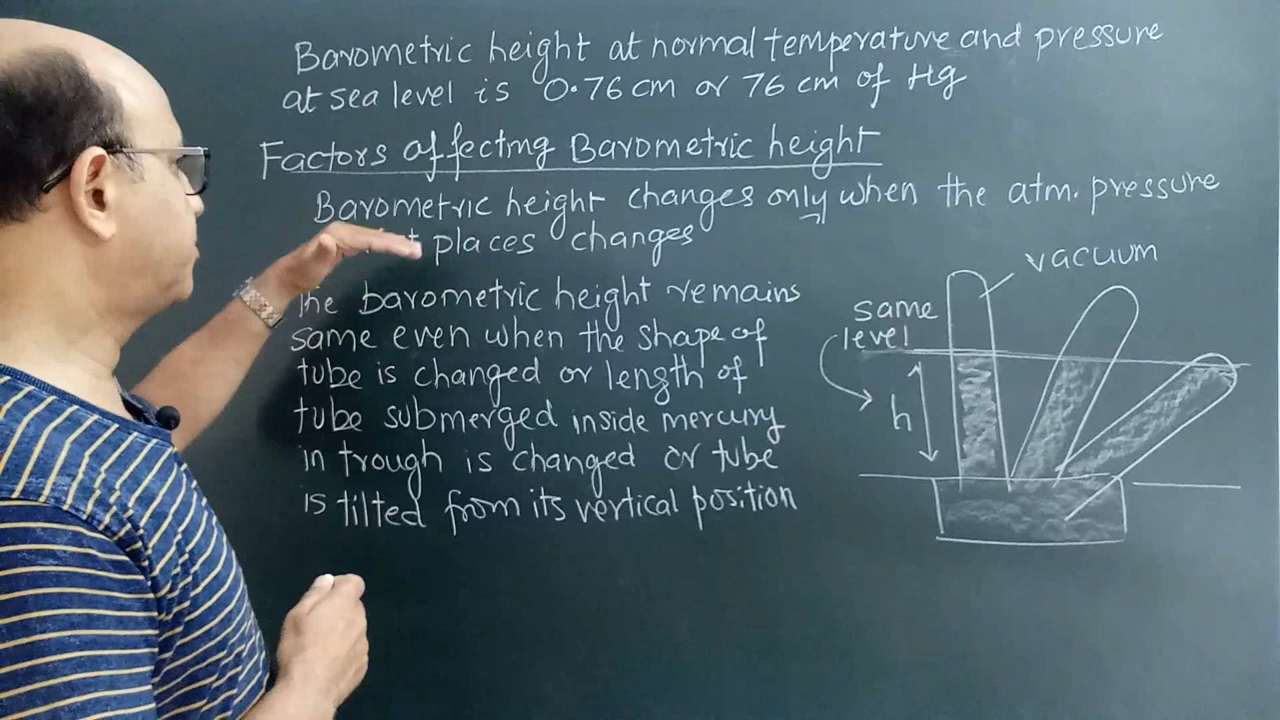 Barometric height at normal temperature and pressure
at sea level is 0.76 cm or 76 cm of Hg
Factors affecting Barometric height
Barometric height changes only when the atm. pressure
places changes
The barometric height remains
same even when the shape of
tube is changed or length of
tube submerged inside mercury
in trough is changed or tube
is tilted from its vertical position
vacuum
same
level
h